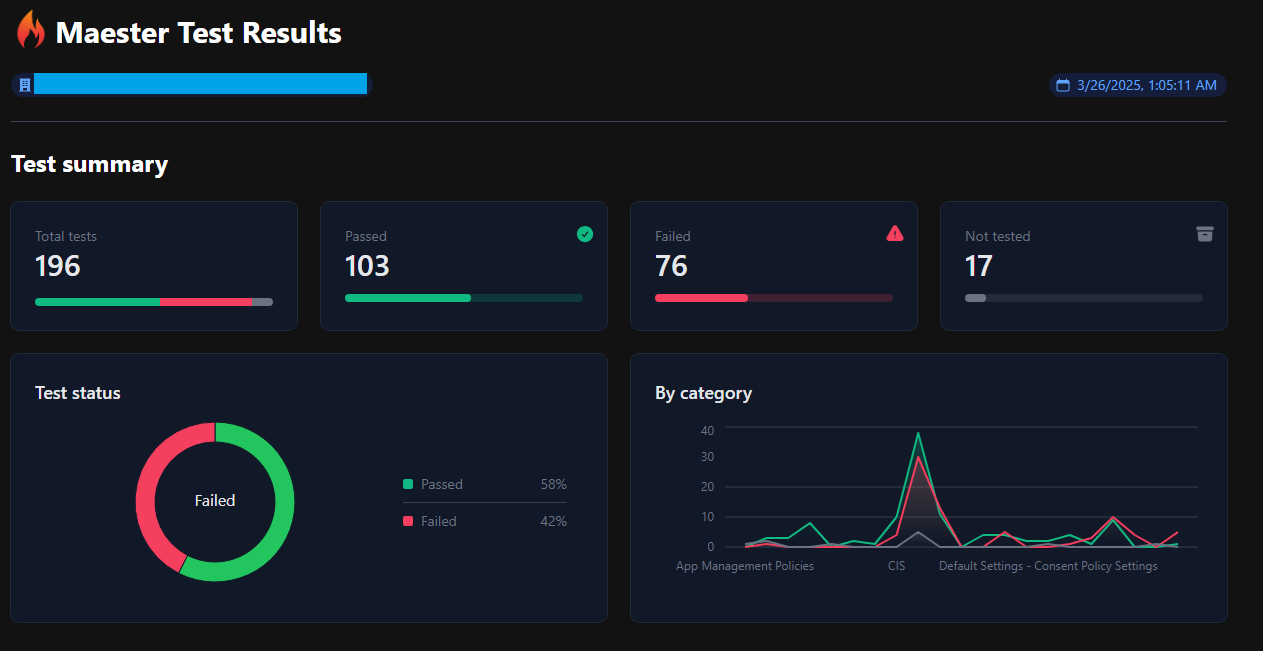 Maester Test Results
3/26/2025, 1:05:11 AM
Test summary
Total tests
196
Passed
103
Failed
76
Not tested
17
Test status
Failed
Passed 58%
Failed 42%
By category
40
30
20
10
0
App Management Policies CIS Default Settings - Consent Policy Settings